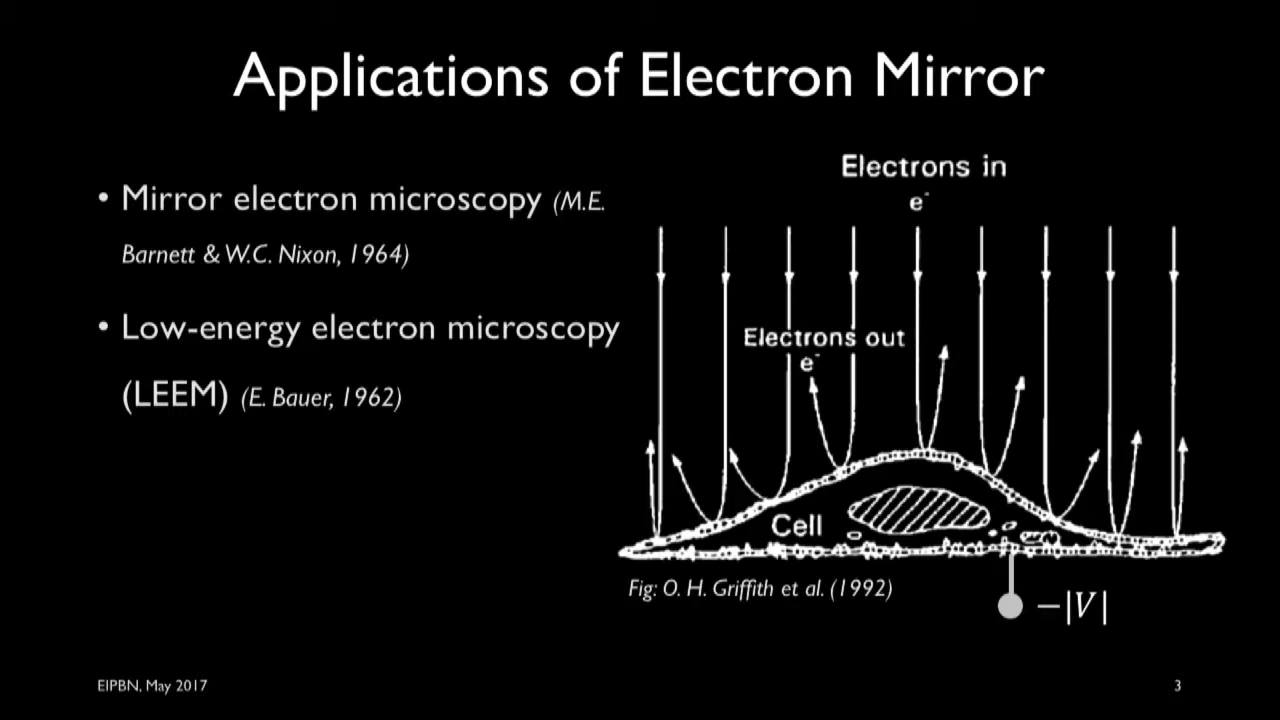 Applications of Electron Mirror
• Mirror electron microscopy (M.E.
Barnett & W.C. Nixon, 1964)
• Low-energy electron microscopy
(LEEM) (E. Bauer, 1962)
Electrons in
e⁻
Electrons out
e⁻
Cell
Fig: O. H. Griffith et al. (1992)
−|V|
EIPBN, May 2017
3